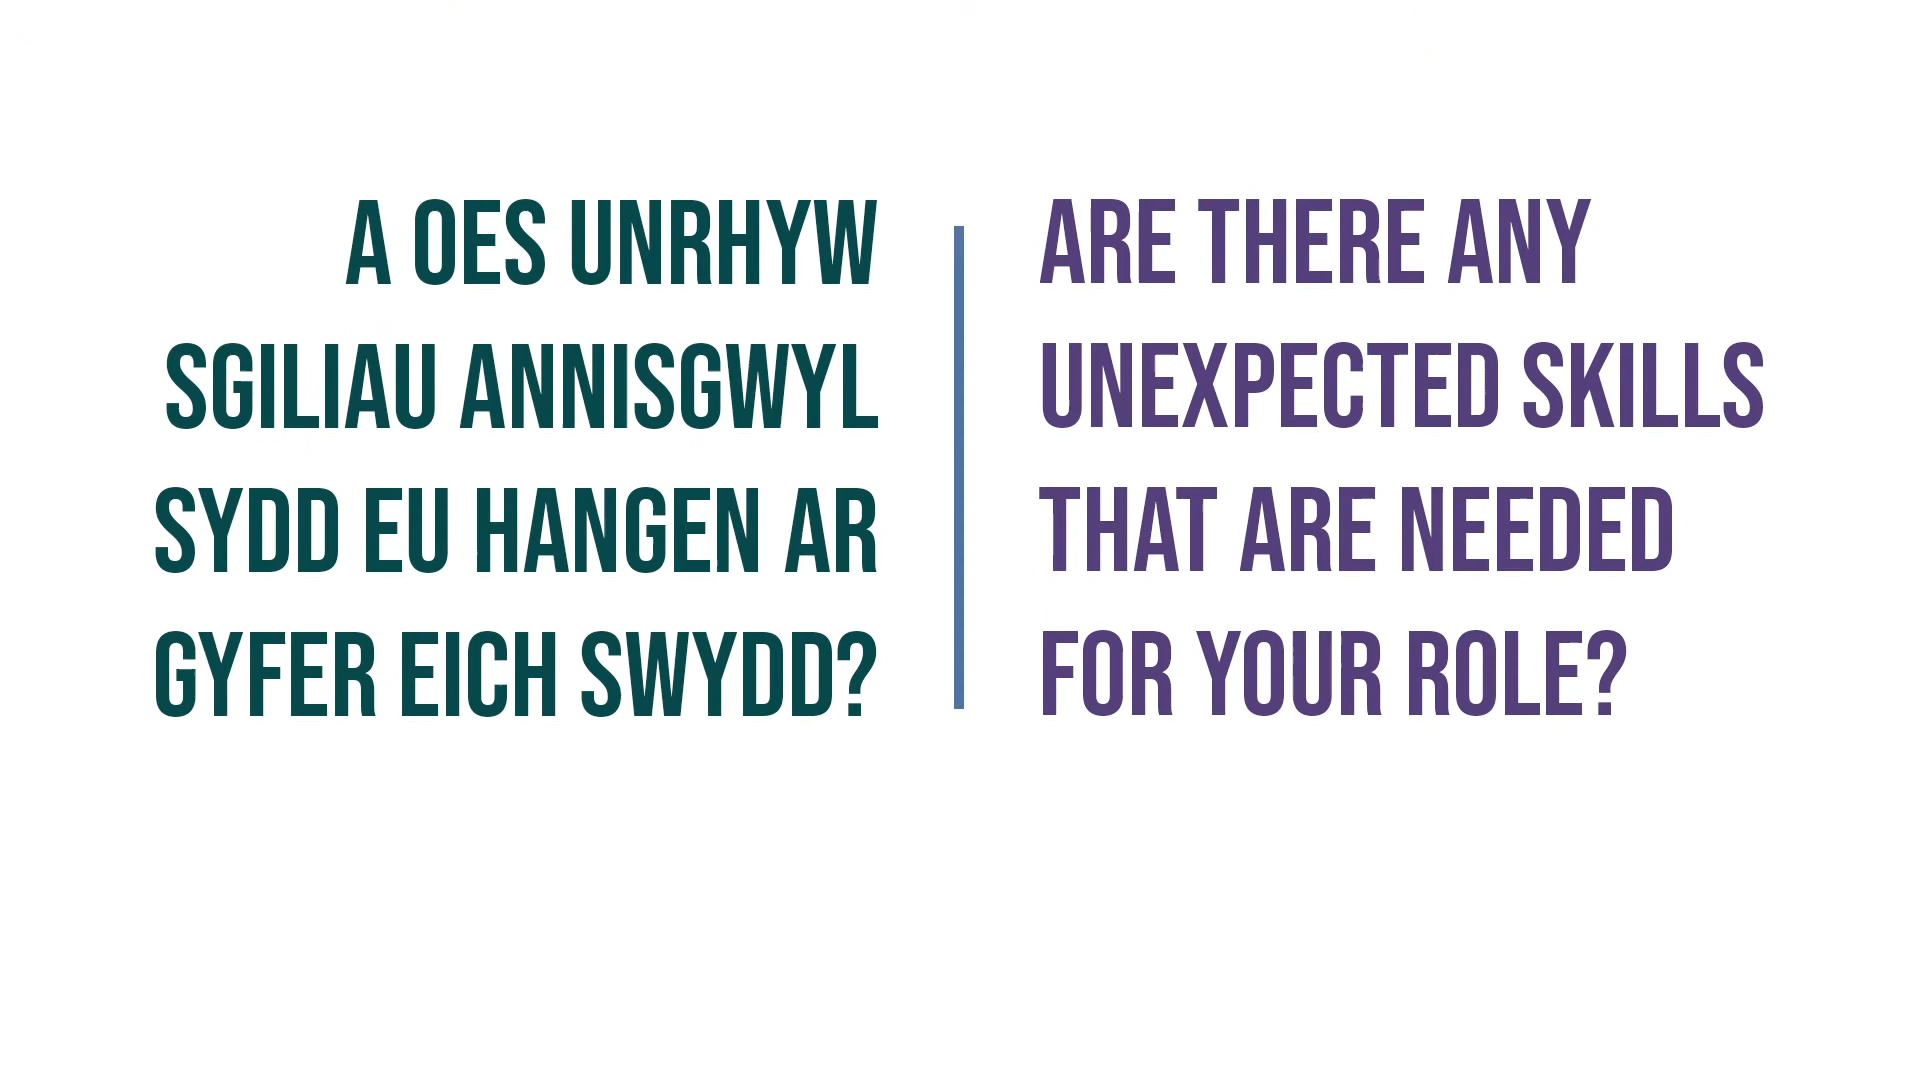 A OES UNRHYW
SGILIAU ANNISGWYL
SYDD EU HANGEN AR
GYFER EICH SWYDD?
ARE THERE ANY
UNEXPECTED SKILLS
THAT ARE NEEDED
FOR YOUR ROLE?